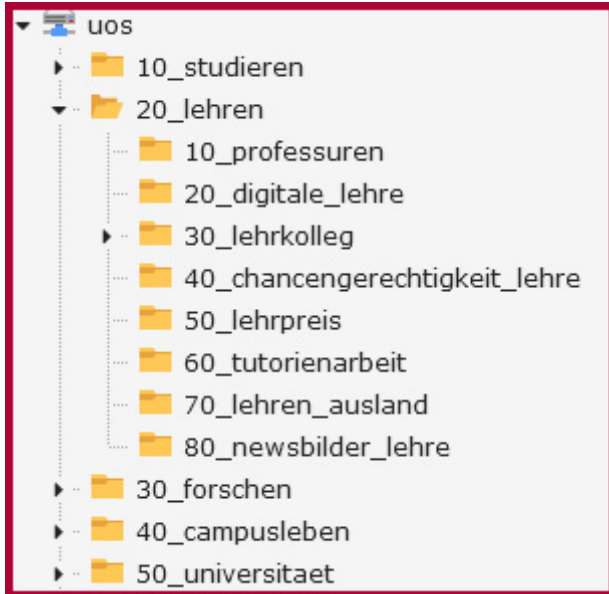 uos
10_studieren
20_lehren
10_professuren
20_digitale_lehre
30_lehrkolleg
40_chancengerechtigkeit_lehre
50_lehrpreis
60_tutorienarbeit
70_lehren_ausland
80_newsbilder_lehre
30_forschen
40_campusleben
50_universitaet